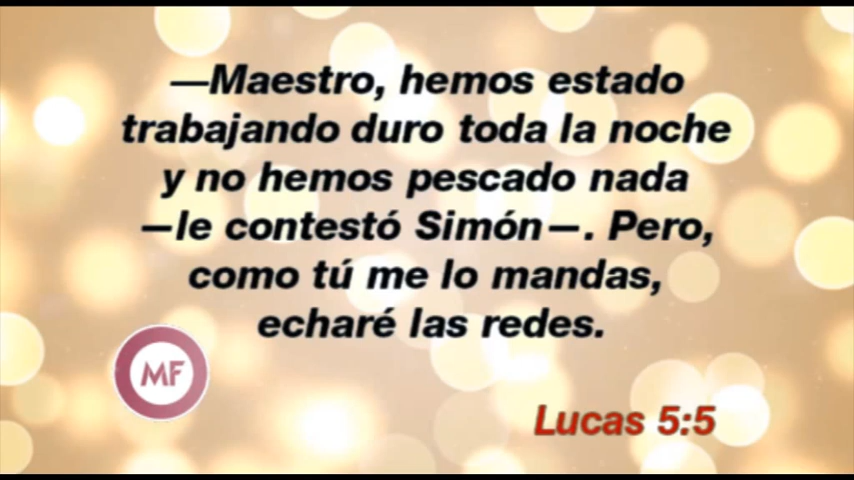 —Maestro, hemos estado
trabajando duro toda la noche
y no hemos pescado nada
—le contestó Simón—. Pero,
como tú me lo mandas,
echaré las redes.
MF
Lucas 5:5